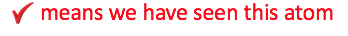 ✓ means we have seen this atom